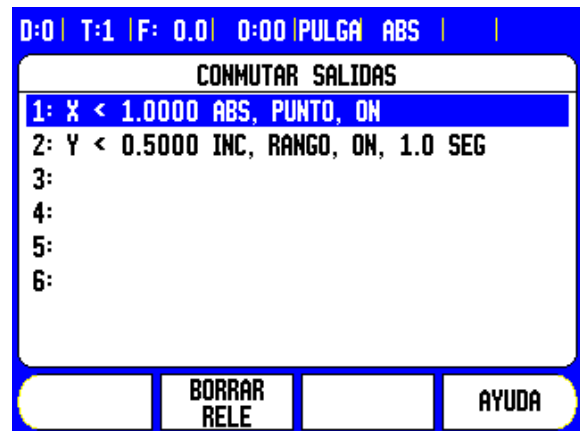 D:0 | T:1 | F: 0.0 | 0:00 | PULGA | ABS | |
CONMUTAR SALIDAS
1: X < 1.0000 ABS, PUNTO, ON
2: Y < 0.5000 INC, RANGO, ON, 1.0 SEG
3:
4:
5:
6:
BORRAR
RELE
AYUDA